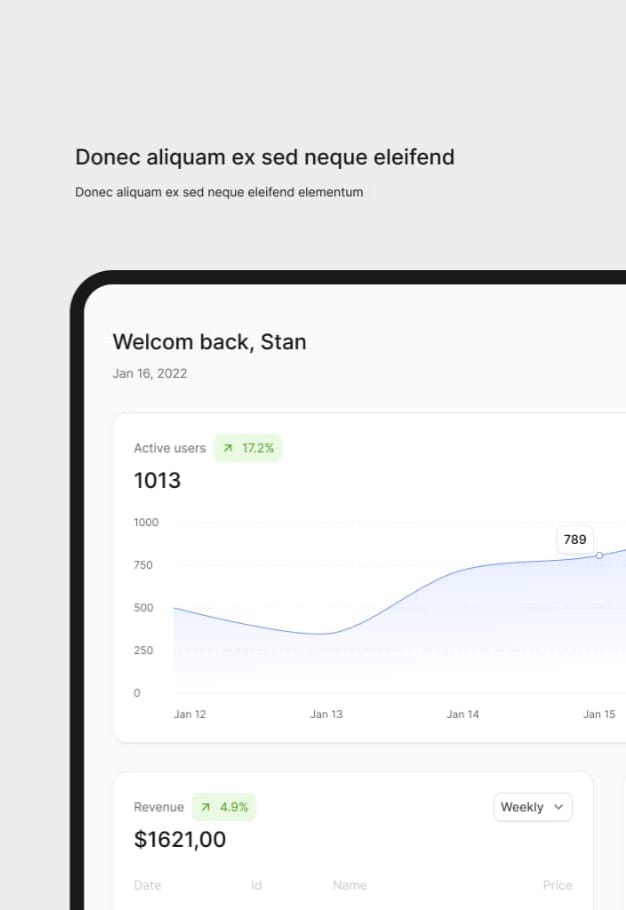 Donec aliquam ex sed neque eleifend
Donec aliquam ex sed neque eleifend elementum
Welcom back, Stan
Jan 16, 2022
Active users 17.2%
1013
1000
789
750
500
250
0
Jan 12 Jan 13 Jan 14 Jan 15
Revenue 4.9% Weekly
$1621,00
Date Id Name Price